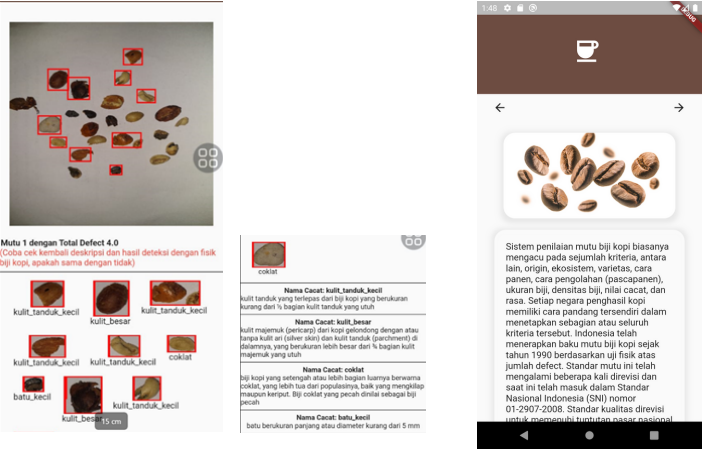 Mutu 1 dengan Total Defect 4.0
(Coba cek kembali deskripsi dan hasil deteksi dengan fisik
biji kopi, apakah sama dengan tidak)
kulit_tanduk_kecil
kulit_besar
kulit_tanduk_kecil
kulit_tanduk_kecil
kulit_tanduk_kecil
coklat
batu_kecil
kulit_besar
kulit_tanduk_kecil
15 cm
coklat
Nama Cacat: kulit_tanduk_kecil
kulit tanduk yang terlepas dari biji kopi yang berukuran
kurang dari ½ bagian kulit tanduk yang utuh
Nama Cacat: kulit_besar
kulit majemuk (pericarp) dari kopi gelondong dengan atau
tanpa kulit ari (silver skin) dan kulit tanduk (parchment) di
dalamnya, yang berukuran lebih besar dari ¾ bagian kulit
majemuk yang utuh
Nama Cacat: coklat
biji kopi yang setengah atau lebih bagian luarnya berwarna
coklat, yang lebih tua dari populasinya, baik yang mengkilap
maupun keriput. Biji coklat yang pecah dinilai sebagai biji
pecah
Nama Cacat: batu_kecil
batu berukuran panjang atau diameter kurang dari 5 mm
1:48
DEBUG
Sistem penilaian mutu biji kopi biasanya
mengacu pada sejumlah kriteria, antara
lain, origin, ekosistem, varietas, cara
panen, cara pengolahan (pascapanen),
ukuran biji, densitas biji, nilai cacat, dan
rasa. Setiap negara penghasil kopi
memiliki cara pandang tersendiri dalam
menetapkan sebagian atau seluruh
kriteria tersebut. Indonesia telah
menerapkan baku mutu biji kopi sejak
tahun 1990 berdasarkan uji fisik atas
jumlah defect. Standar mutu ini telah
mengalami beberapa kali direvisi dan
saat ini telah masuk dalam Standar
Nasional Indonesia (SNI) nomor
01-2907-2008. Standar kualitas direvisi
untuk memenuhi tuntutan pasar nasional